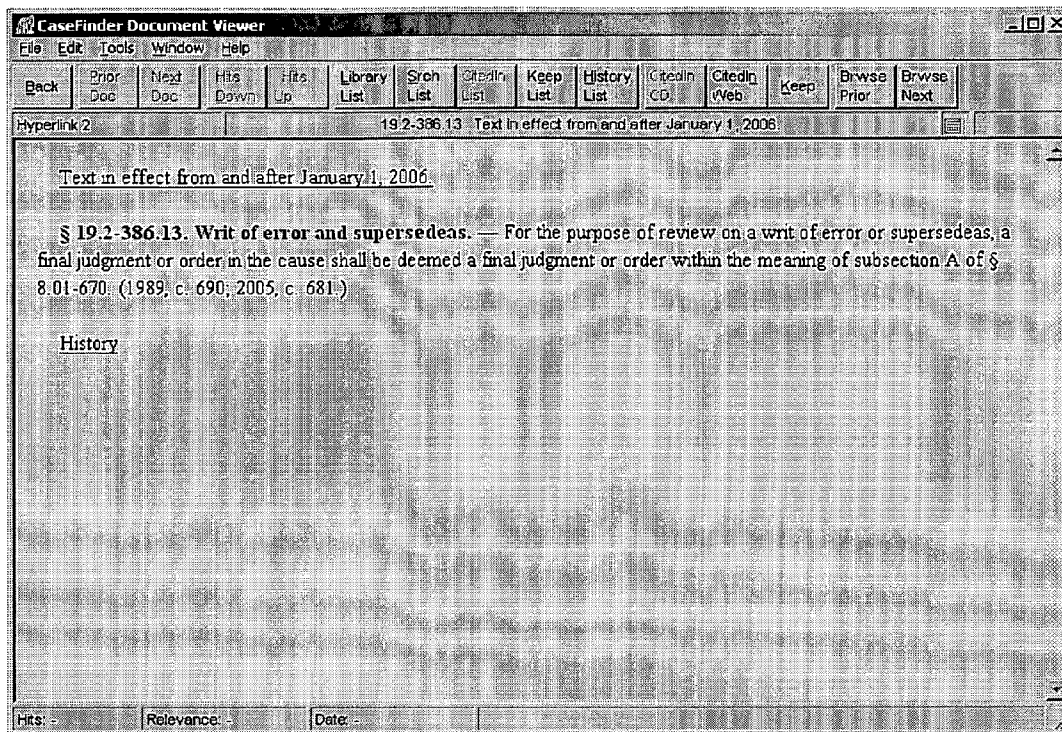 CaseFinder Document Viewer
File Edit Tools Window Help
Back Prior Doc Next Doc Hits Down Hits Up Library List Srch List CitedIn List Keep List History List CitedIn CD CitedIn Web Keep Brwse Prior Brwse Next
Hyperlink 2 19.2-386.13 Text in effect from and after January 1, 2006
Text in effect from and after January 1, 2006.
§ 19.2-386.13. Writ of error and supersedeas. — For the purpose of review on a writ of error or supersedeas, a
final judgment or order in the cause shall be deemed a final judgment or order within the meaning of subsection A of §
8.01-670. (1989, c. 690; 2005, c. 681.)
History
Hits: - Relevance: - Date: -